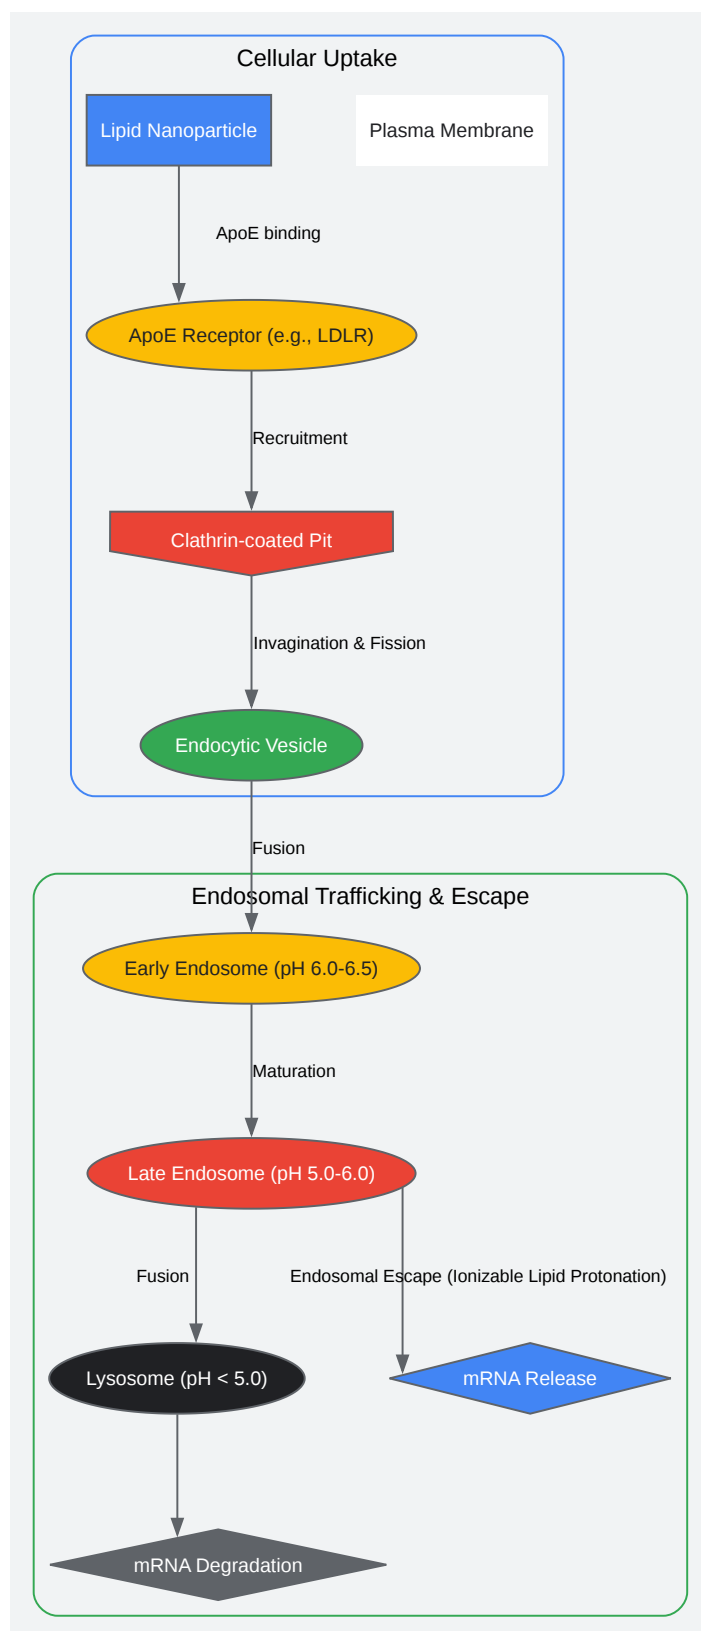 Cellular Uptake
Lipid Nanoparticle
Plasma Membrane
ApoE binding
ApoE Receptor (e.g., LDLR)
Recruitment
Clathrin-coated Pit
Invagination & Fission
Endocytic Vesicle
Fusion
Endosomal Trafficking & Escape
Early Endosome (pH 6.0-6.5)
Maturation
Late Endosome (pH 5.0-6.0)
Fusion
Endosomal Escape (Ionizable Lipid Protonation)
Lysosome (pH < 5.0)
mRNA Release
mRNA Degradation